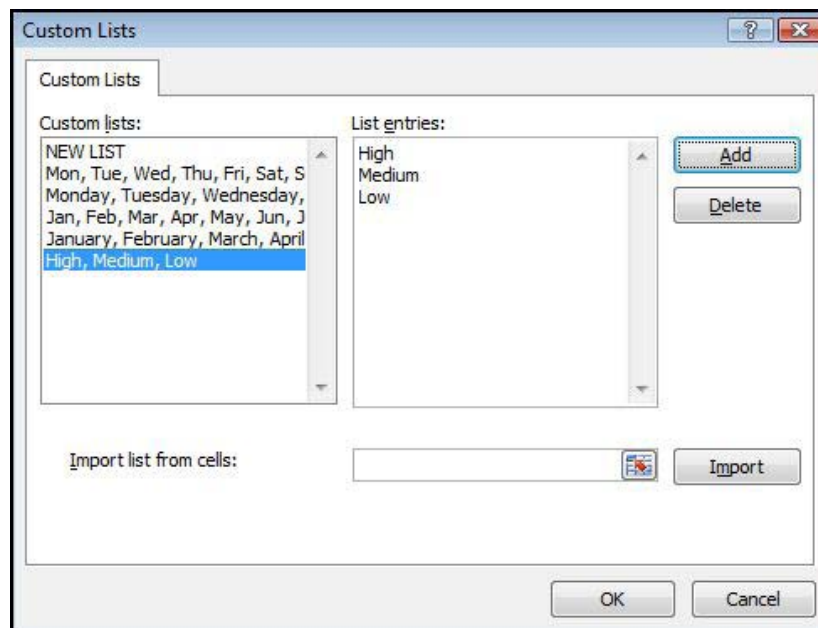 Custom Lists
Custom Lists
Custom lists:
NEW LIST
Mon, Tue, Wed, Thu, Fri, Sat, S
Monday, Tuesday, Wednesday,
Jan, Feb, Mar, Apr, May, Jun, J
January, February, March, April
High, Medium, Low
List entries:
High
Medium
Low
Add
Delete
Import list from cells:
Import
OK
Cancel